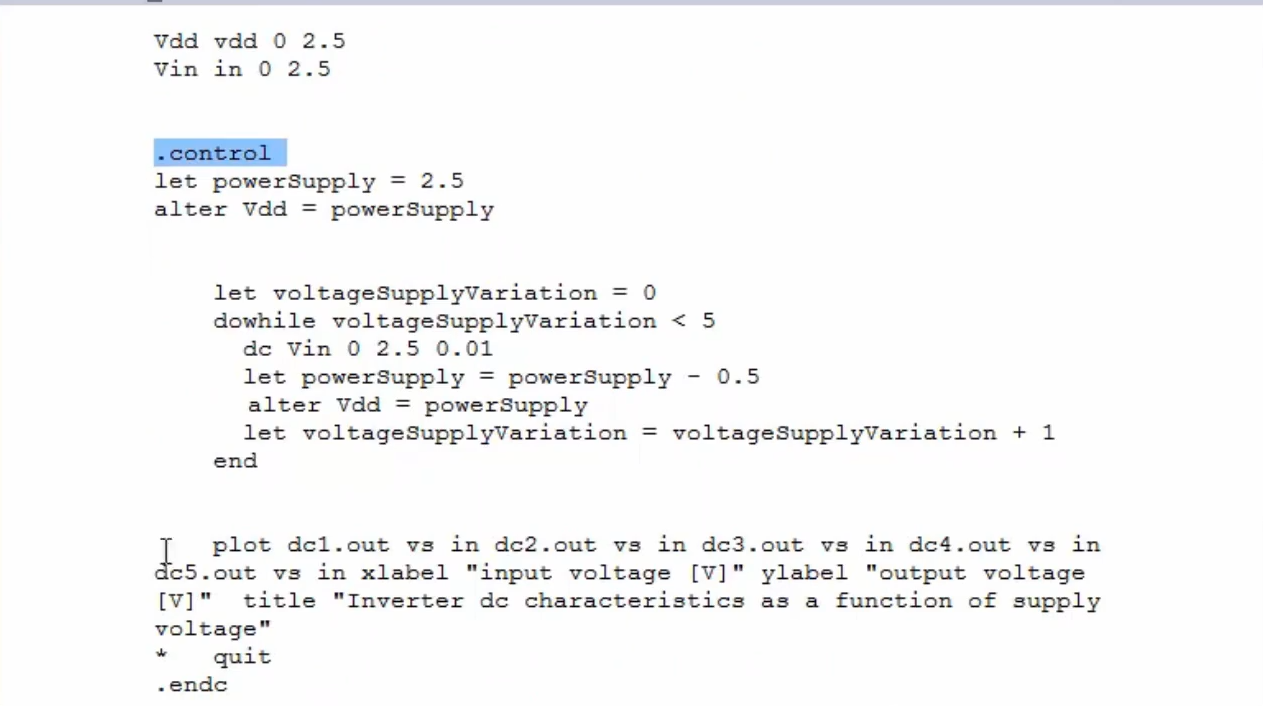 Vdd vdd 0 2.5
Vin in 0 2.5
.control
let powerSupply = 2.5
alter Vdd = powerSupply
let voltageSupplyVariation = 0
dowhile voltageSupplyVariation < 5
dc Vin 0 2.5 0.01
let powerSupply = powerSupply - 0.5
alter Vdd = powerSupply
let voltageSupplyVariation = voltageSupplyVariation + 1
end
plot dc1.out vs in dc2.out vs in dc3.out vs in dc4.out vs in
dc5.out vs in xlabel "input voltage [V]" ylabel "output voltage
[V]" title "Inverter dc characteristics as a function of supply
voltage"
* quit
.endc